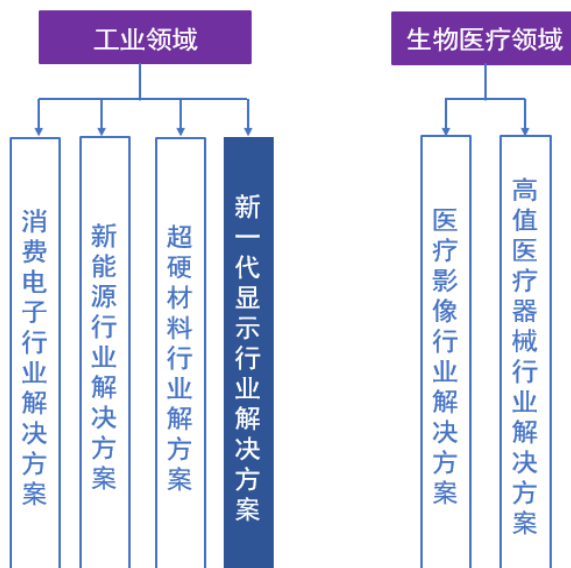 工业领域
生物医疗领域
消费电子行业解决方案
新能源行业解决方案
超硬材料行业解方案
新一代显示行业解决方案
医疗影像行业解决方案
高值医疗器械行业解决方案